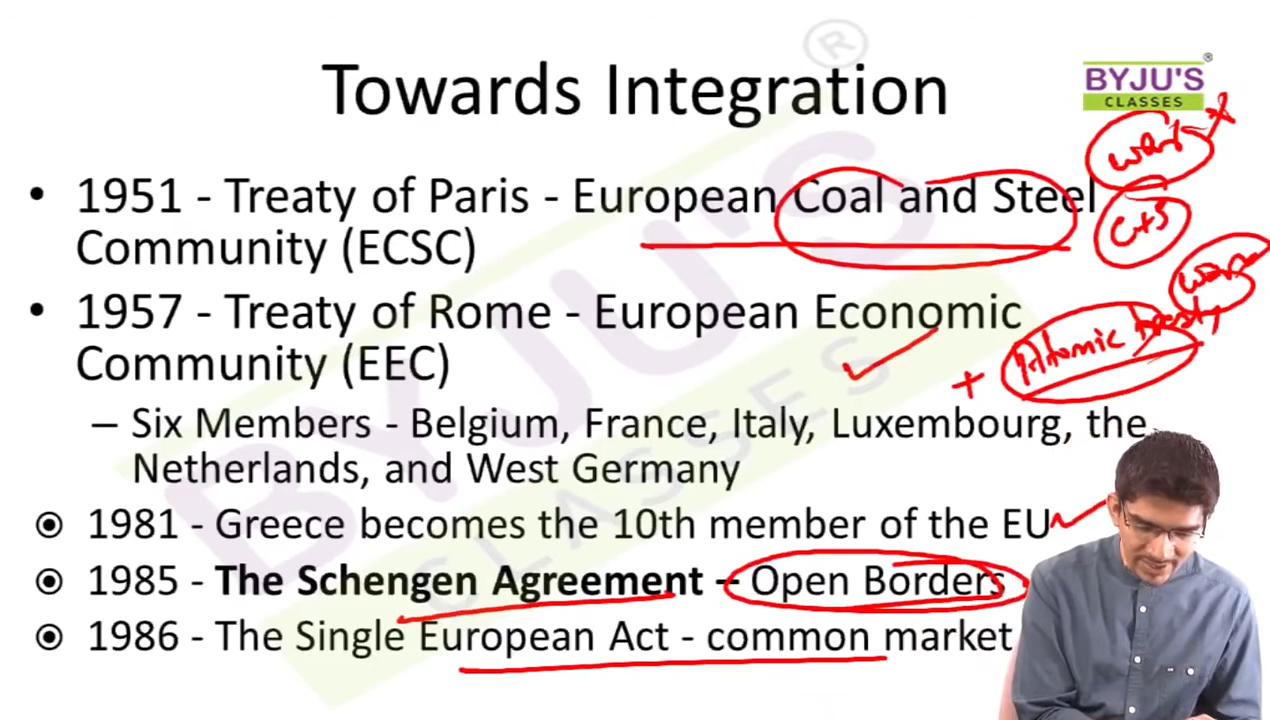 ®
Towards Integration
BYJU'S
CLASSES
• 1951 - Treaty of Paris - European Coal and Steel
Community (ECSC)
• 1957 - Treaty of Rome - European Economic
Community (EEC)
– Six Members - Belgium, France, Italy, Luxembourg, the
Netherlands, and West Germany
1981 - Greece becomes the 10th member of the EU
1985 - The Schengen Agreement – Open Borders
1986 - The Single European Act - common market
C+S
+ Atomic
BYJU'S
CLASSES